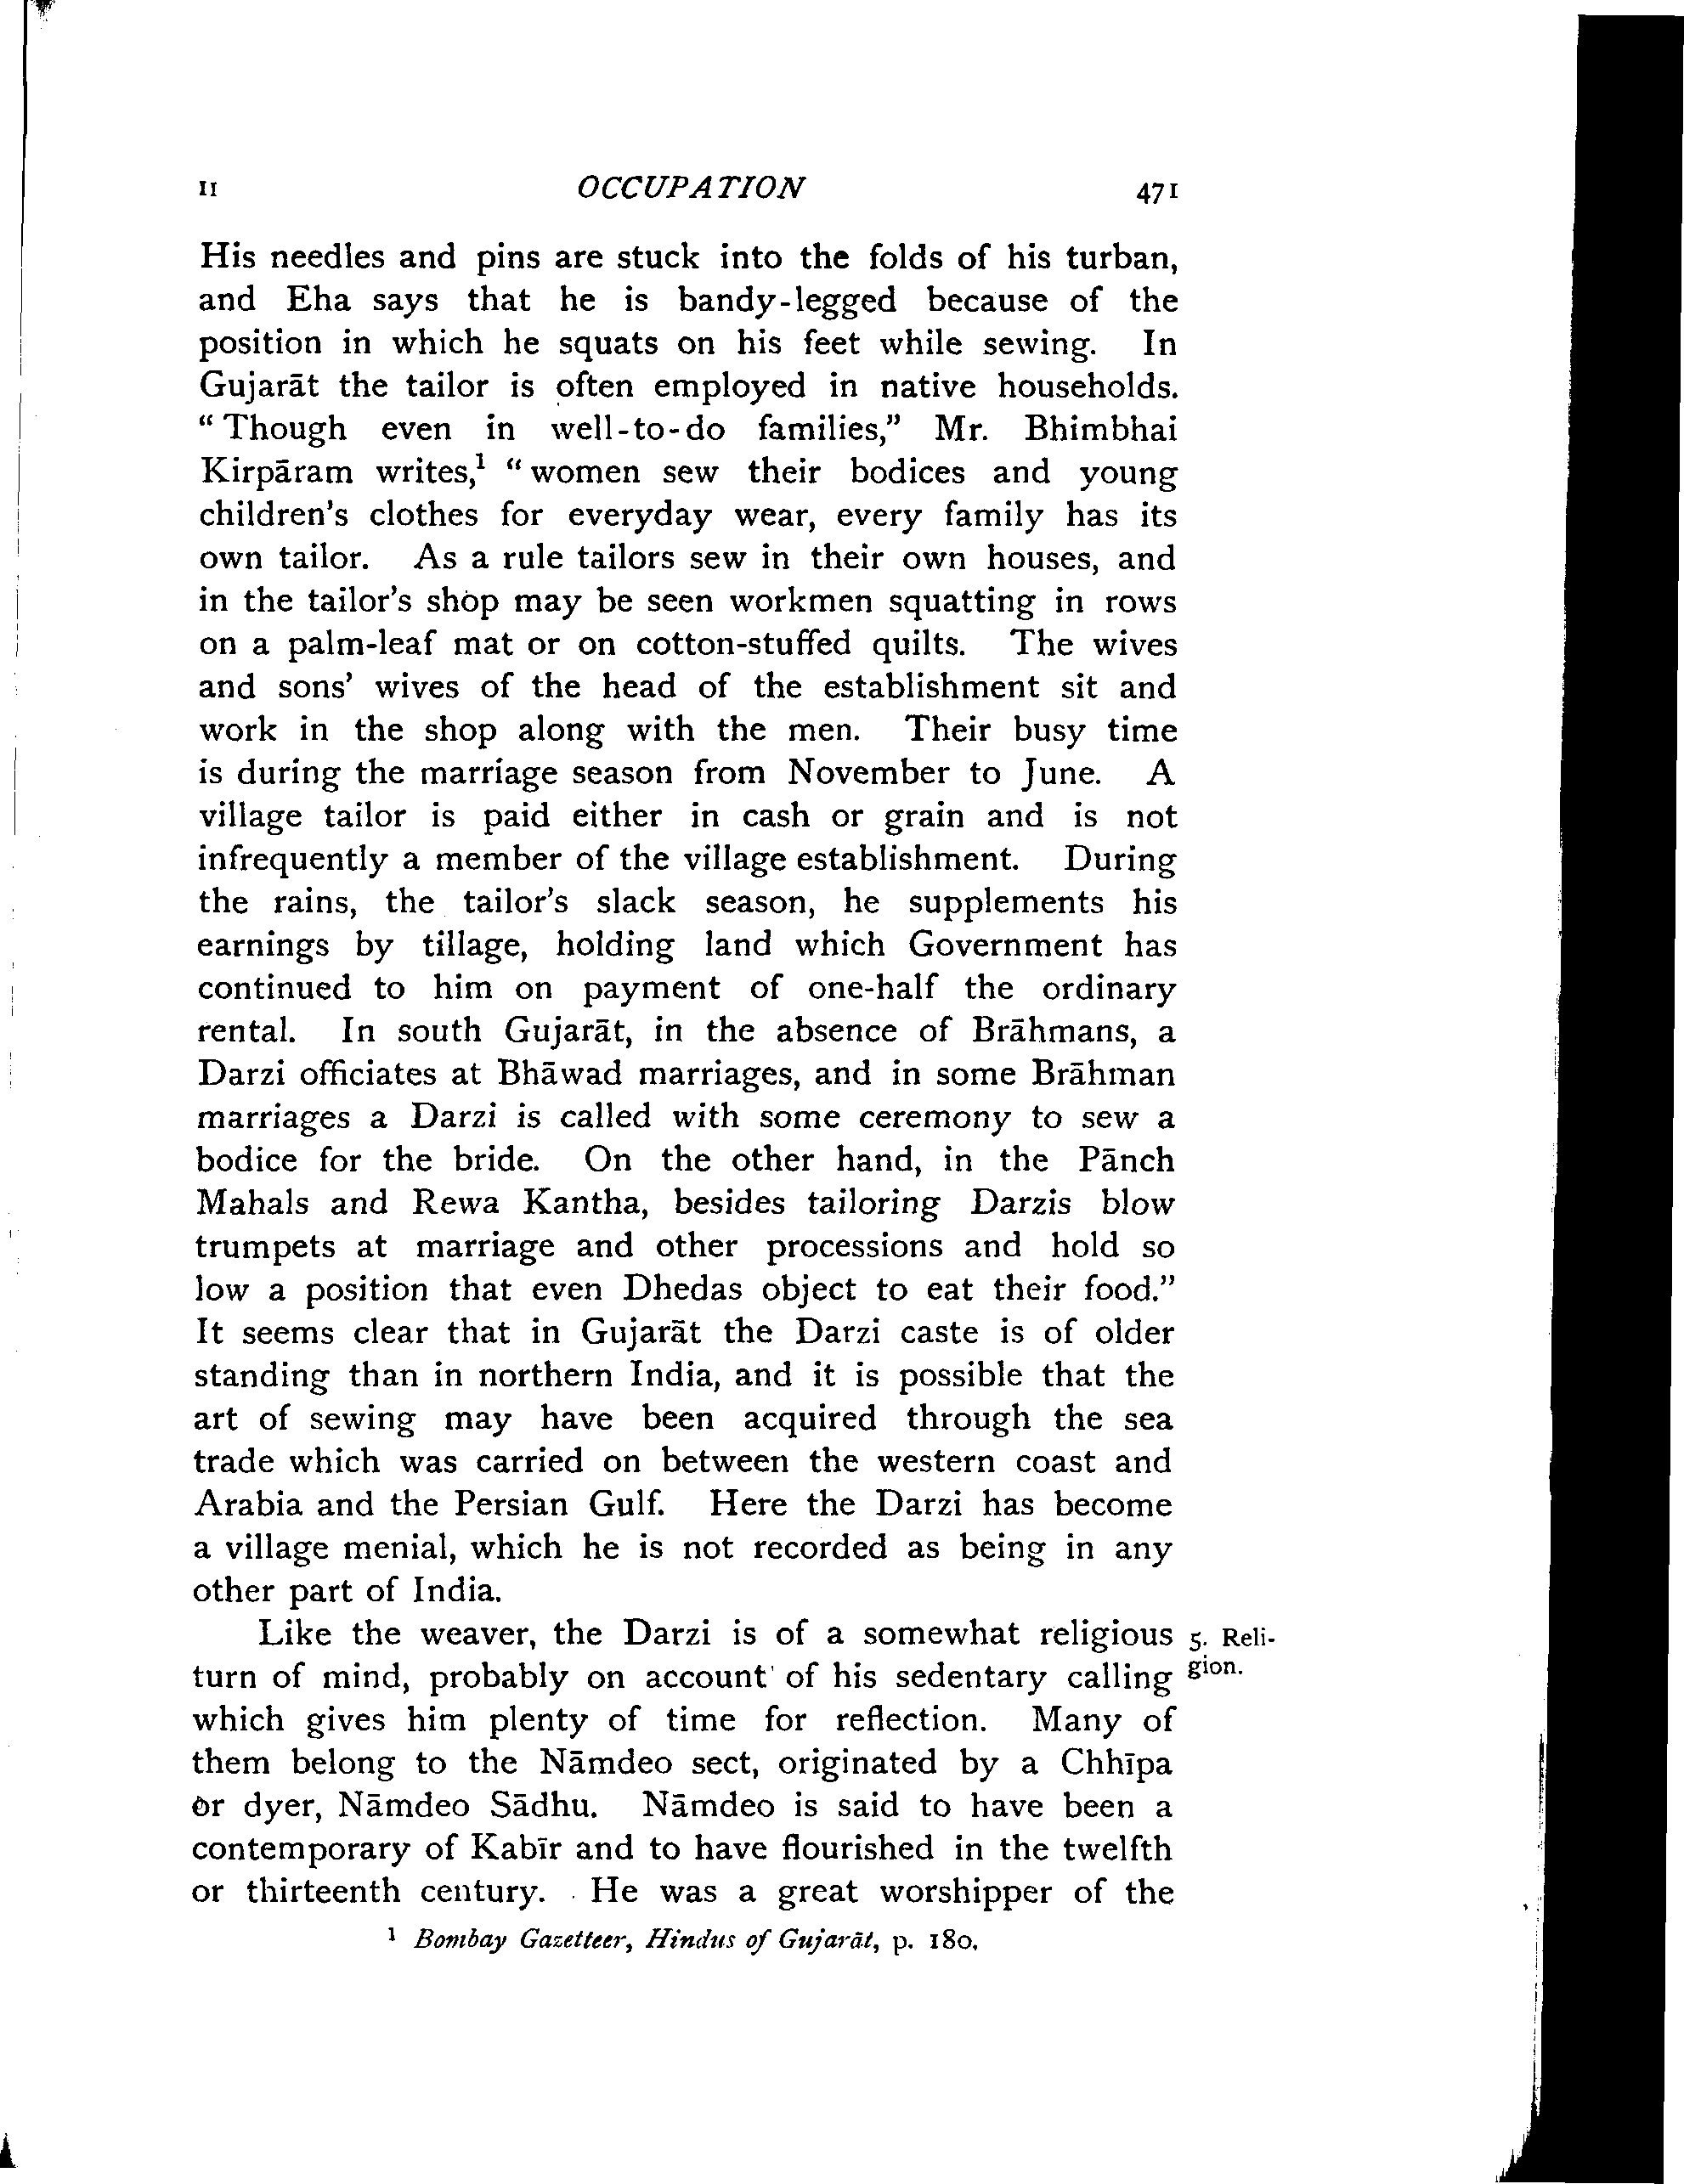 II OCCUPATION 471
His needles and pins are stuck into the folds of his turban,
and Eha says that he is bandy-legged because of the
position in which he squats on his feet while sewing. In
Gujarāt the tailor is often employed in native households.
“Though even in well-to-do families,” Mr. Bhimbhai
Kirpāram writes,¹ “women sew their bodices and young
children's clothes for everyday wear, every family has its
own tailor. As a rule tailors sew in their own houses, and
in the tailor's shop may be seen workmen squatting in rows
on a palm-leaf mat or on cotton-stuffed quilts. The wives
and sons’ wives of the head of the establishment sit and
work in the shop along with the men. Their busy time
is during the marriage season from November to June. A
village tailor is paid either in cash or grain and is not
infrequently a member of the village establishment. During
the rains, the tailor's slack season, he supplements his
earnings by tillage, holding land which Government has
continued to him on payment of one-half the ordinary
rental. In south Gujarāt, in the absence of Brāhmans, a
Darzi officiates at Bhāwad marriages, and in some Brāhman
marriages a Darzi is called with some ceremony to sew a
bodice for the bride. On the other hand, in the Pānch
Mahals and Rewa Kantha, besides tailoring Darzis blow
trumpets at marriage and other processions and hold so
low a position that even Dhedas object to eat their food.”
It seems clear that in Gujarāt the Darzi caste is of older
standing than in northern India, and it is possible that the
art of sewing may have been acquired through the sea
trade which was carried on between the western coast and
Arabia and the Persian Gulf. Here the Darzi has become
a village menial, which he is not recorded as being in any
other part of India.
Like the weaver, the Darzi is of a somewhat religious 5. Reli-
turn of mind, probably on account of his sedentary calling gion.
which gives him plenty of time for reflection. Many of
them belong to the Nāmdeo sect, originated by a Chhīpa
or dyer, Nāmdeo Sādhu. Nāmdeo is said to have been a
contemporary of Kabīr and to have flourished in the twelfth
or thirteenth century. He was a great worshipper of the
¹ Bombay Gazetteer, Hindus of Gujarāt, p. 180.